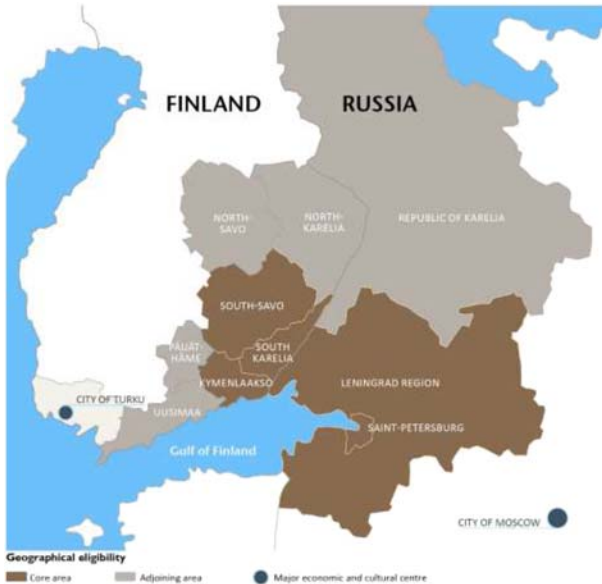 FINLAND
RUSSIA
NORTH-
SAVO
NORTH-
KARELIA
REPUBLIC OF KARELIA
SOUTH-SAVO
PÄIJÄT-
HÄME
SOUTH
KARELIA
KYMENLAAKSO
LENINGRAD REGION
CITY OF TURKU
UUSIMAA
SAINT-PETERSBURG
Gulf of Finland
CITY OF MOSCOW
Geographical eligibility
Core area
Adjoining area
Major economic and cultural centre